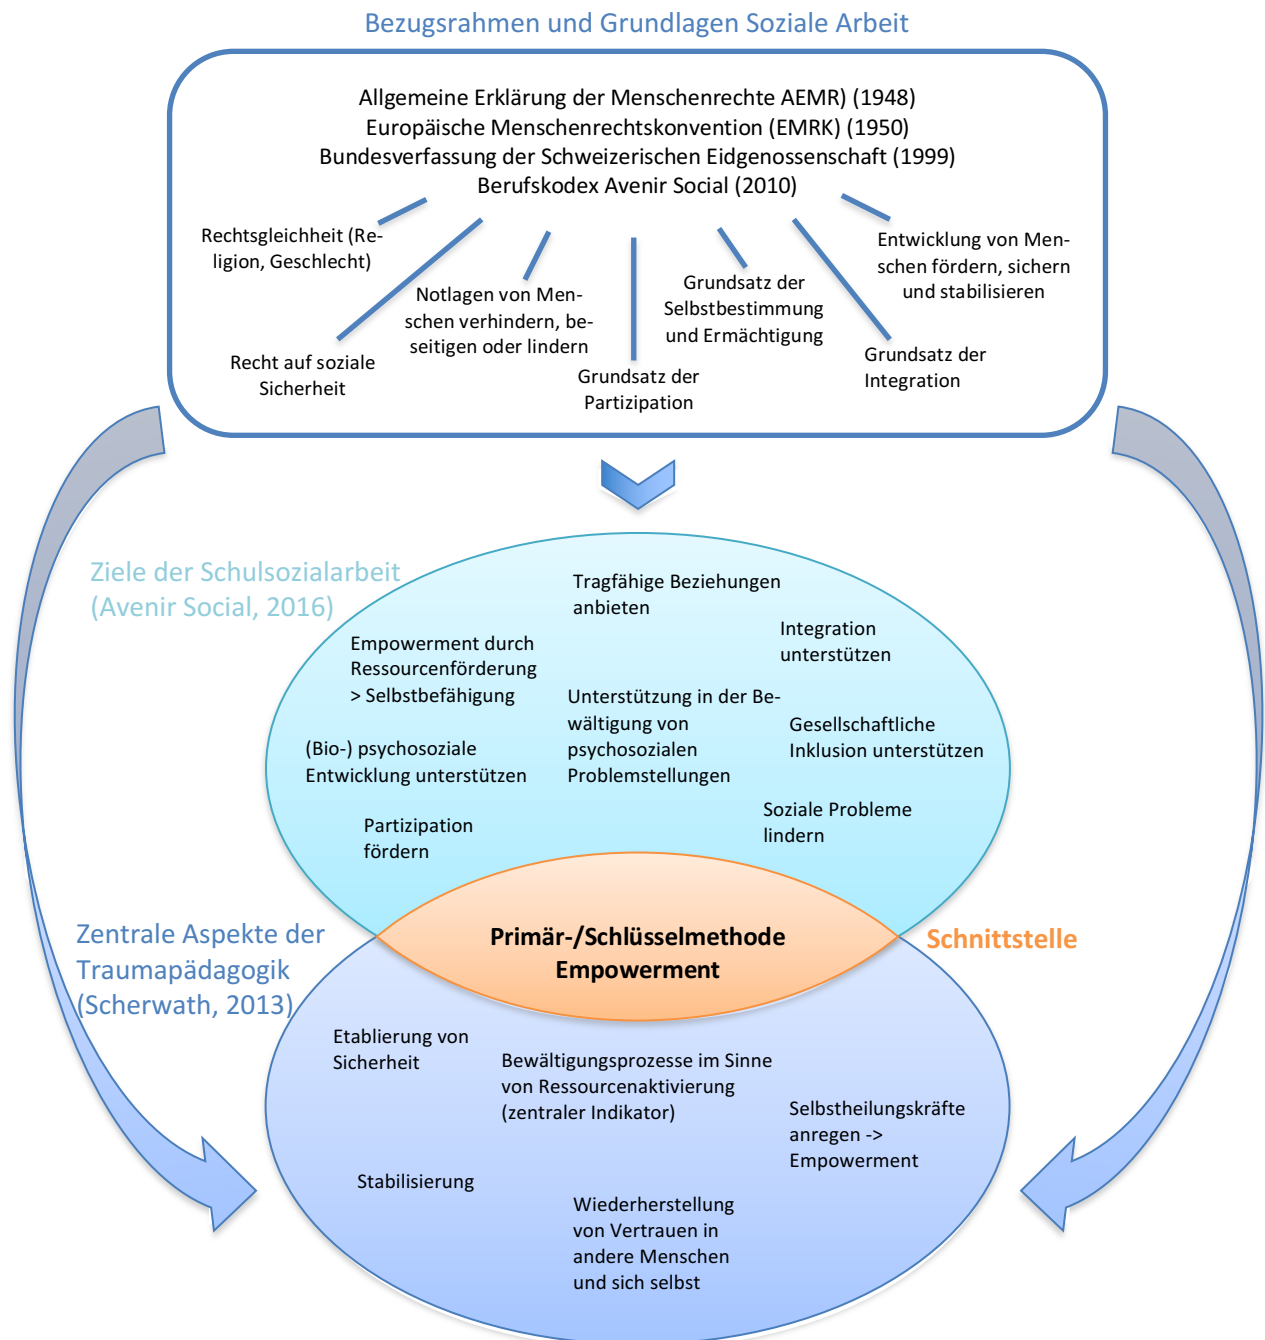 Bezugsrahmen und Grundlagen Soziale Arbeit
Allgemeine Erklärung der Menschenrechte AEMR) (1948)
Europäische Menschenrechtskonvention (EMRK) (1950)
Bundesverfassung der Schweizerischen Eidgenossenschaft (1999)
Berufskodex Avenir Social (2010)
Rechtsgleichheit (Re-
ligion, Geschlecht)
Recht auf soziale
Sicherheit
Notlagen von Men-
schen verhindern, be-
seitigen oder lindern
Grundsatz der
Partizipation
Grundsatz der
Selbstbestimmung
und Ermächtigung
Grundsatz der
Integration
Entwicklung von Men-
schen fördern, sichern
und stabilisieren
Ziele der Schulsozialarbeit
(Avenir Social, 2016)
Tragfähige Beziehungen
anbieten
Integration
unterstützen
Empowerment durch
Ressourcenförderung
> Selbstbefähigung
Unterstützung in der Be-
wältigung von
psychosozialen
Problemstellungen
Gesellschaftliche
Inklusion unterstützen
(Bio-) psychosoziale
Entwicklung unterstützen
Soziale Probleme
lindern
Partizipation
fördern
Primär-/Schlüsselmethode
Empowerment
Schnittstelle
Zentrale Aspekte der
Traumapädagogik
(Scherwath, 2013)
Etablierung von
Sicherheit
Bewältigungsprozesse im Sinne
von Ressourcenaktivierung
(zentraler Indikator)
Selbstheilungskräfte
anregen ->
Empowerment
Stabilisierung
Wiederherstellung
von Vertrauen in
andere Menschen
und sich selbst